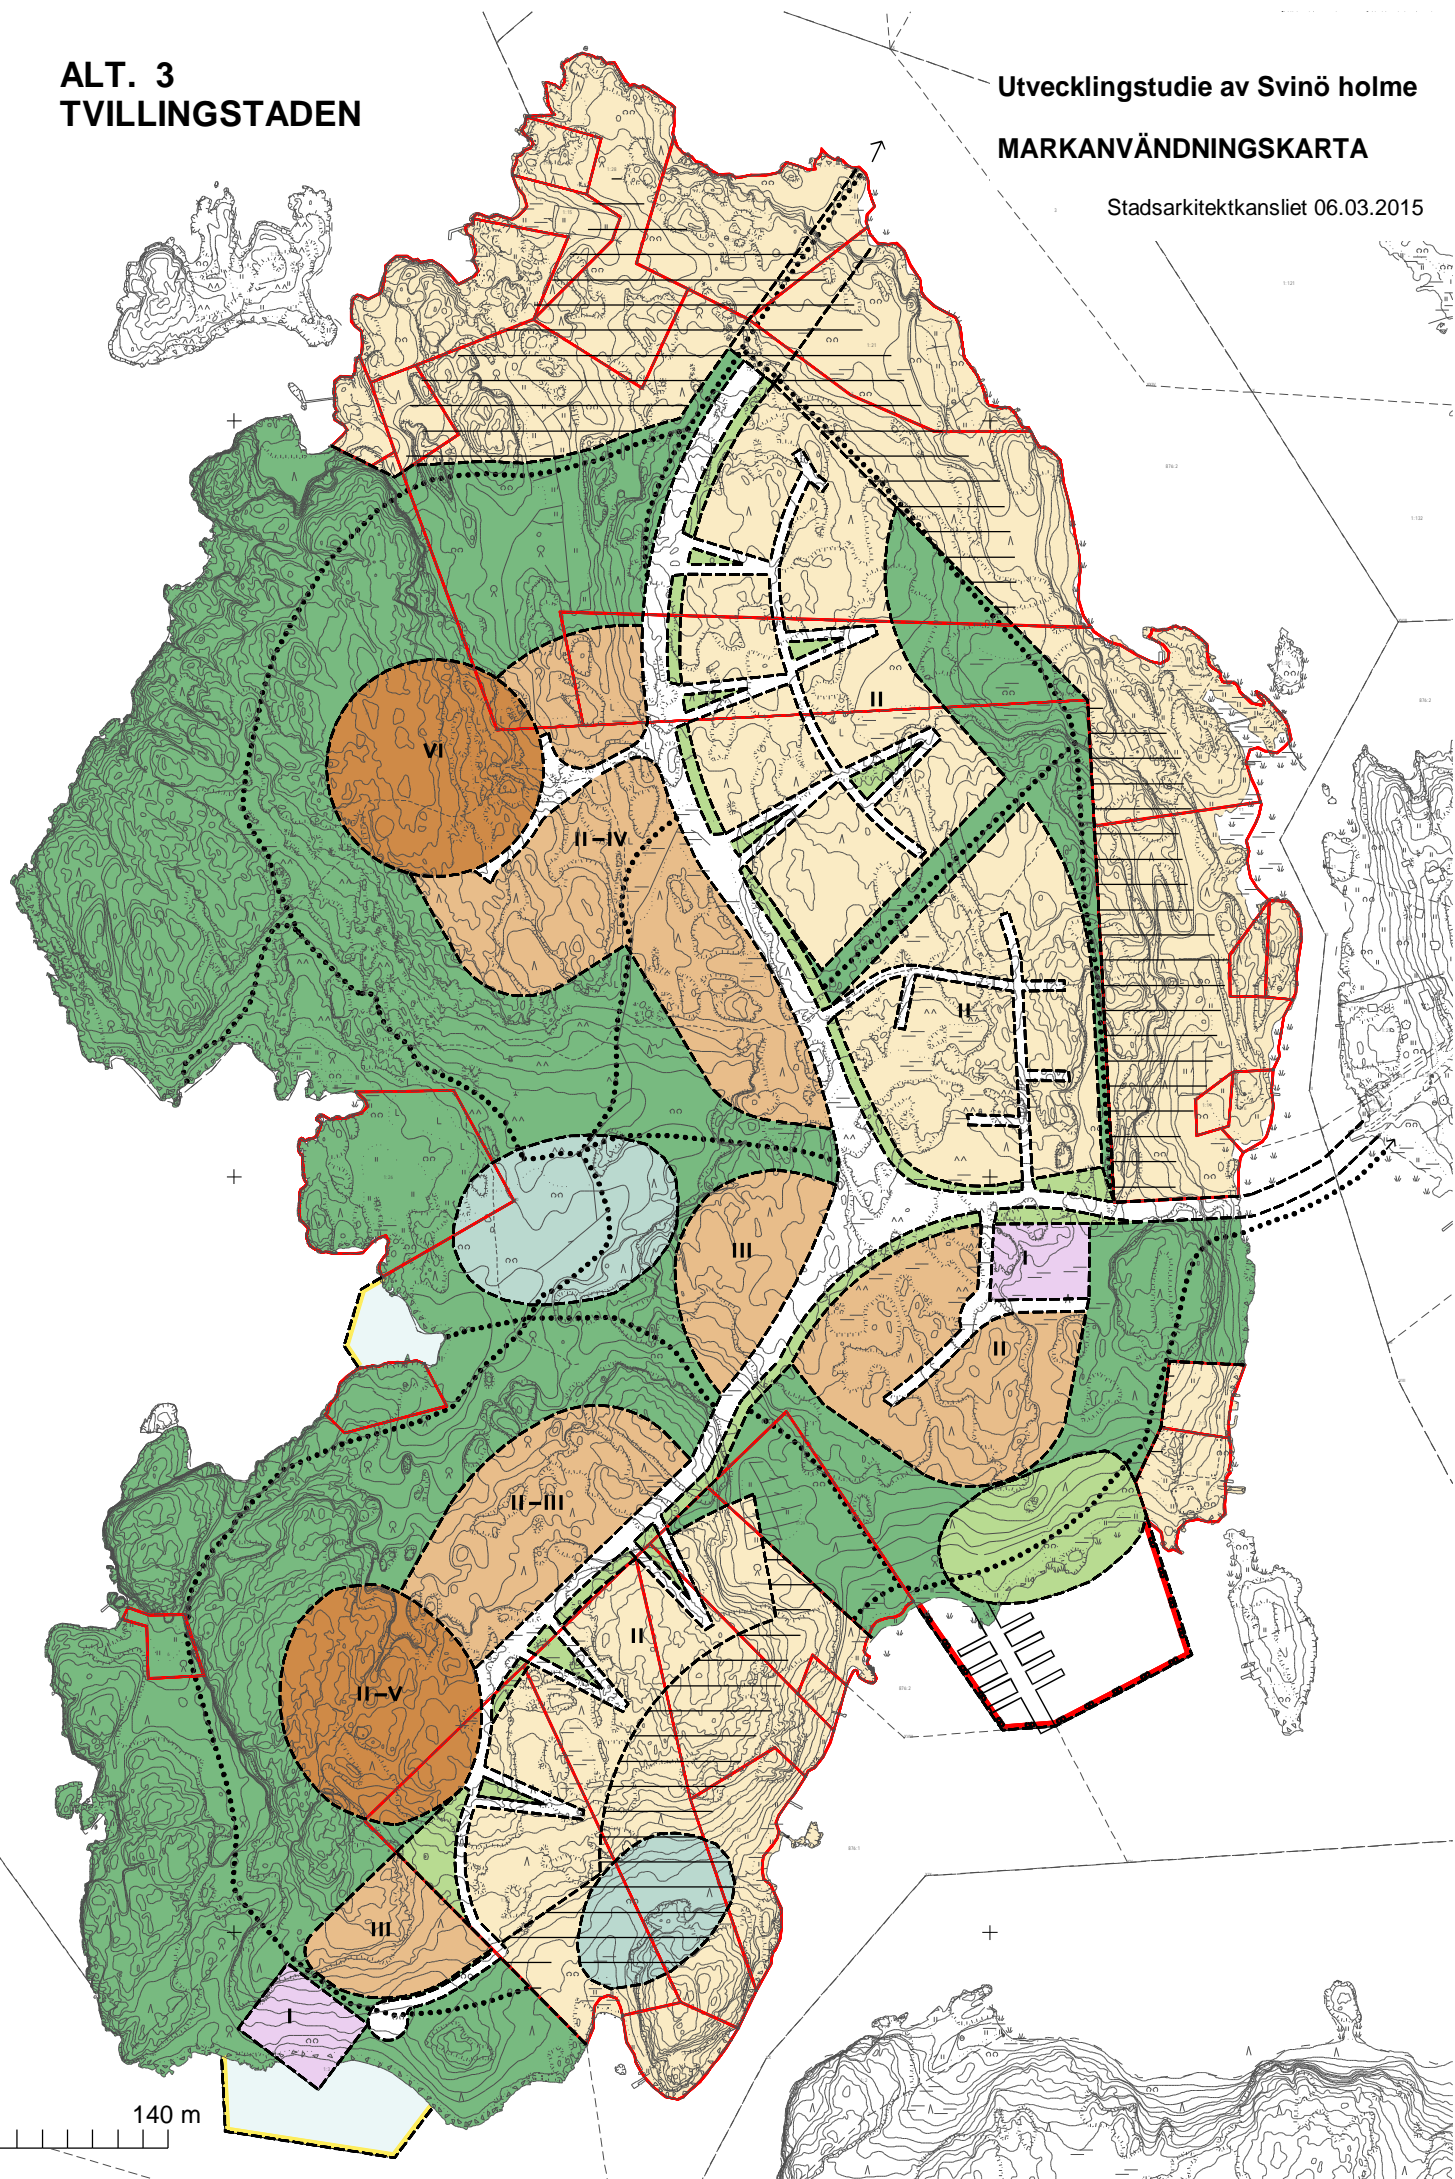 ALT. 3
TVILLINGSTADEN
Utvecklingstudie av Svinö holme
MARKANVÄNDNINGSKARTA
Stadsarkitektkansliet 06.03.2015
II
VI
II–IV
II
III
I
II
II–III
II
II–V
III
I
140 m